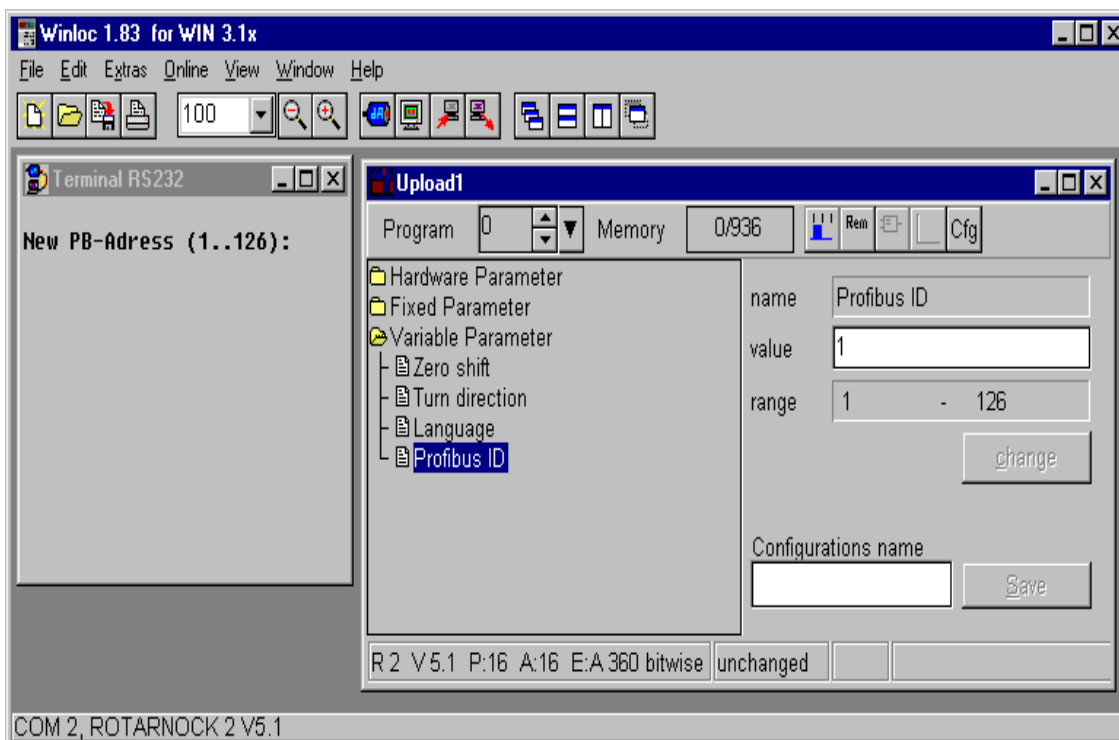 Winloc 1.83 for WIN 3.1x
File Edit Extras Online View Window Help
100
Terminal RS232
New PB-Adress (1..126):
Upload1
Program 0 Memory 0/936 Rem Cfg
Hardware Parameter
Fixed Parameter
Variable Parameter
Zero shift
Turn direction
Language
Profibus ID
name Profibus ID
value 1
range 1 - 126
change
Configurations name
Save
R 2 V 5.1 P:16 A:16 E:A 360 bitwise unchanged
COM 2, ROTARNOCK 2 V5.1